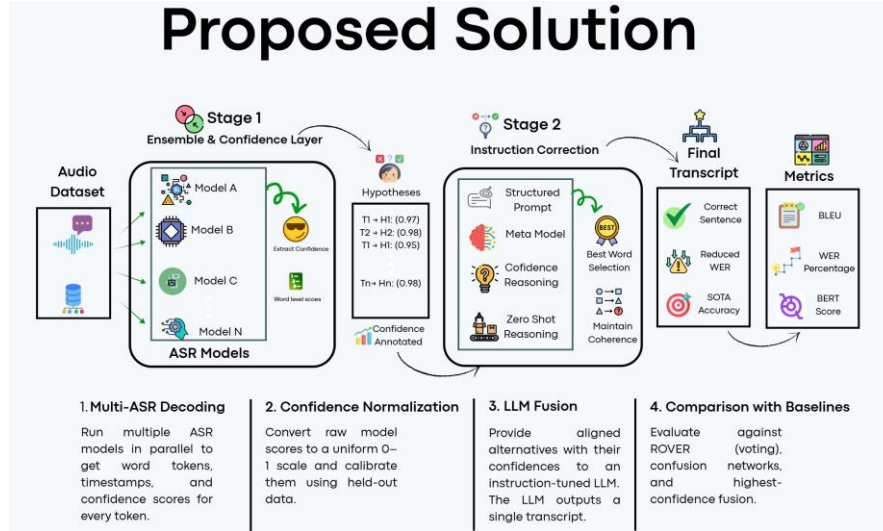 Proposed Solution
Stage 1
Ensemble & Confidence Layer
Stage 2
Instruction Correction
Audio
Dataset
Model A
Model B
Model C
Model N
ASR Models
Extract Confidence
Word level scoes
Hypotheses
T1→ H1: (0.97)
T2→ H2: (0.98)
T1→ H1: (0.95)
Tn→ Hn: (0.98)
Confidence
Annotated
Structured
Prompt
Meta Model
Cofidence
Reasoning
Zero Shot
Reasoning
BEST
Best Word
Selection
Maintain
Coherence
Final
Transcript
Correct
Sentence
Reduced
WER
SOTA
Accuracy
Metrics
BLEU
WER
Percentage
BERT
Score
1. Multi-ASR Decoding
Run multiple ASR
models in parallel to
get word tokens,
timestamps, and
confidence scores for
every token.
2. Confidence Normalization
Convert raw model
scores to a uniform 0–
1 scale and calibrate
them using held-out
data.
3. LLM Fusion
Provide aligned
alternatives with their
confidences to an
instruction-tuned LLM.
The LLM outputs a
single transcript.
4. Comparison with Baselines
Evaluate against
ROVER (voting),
confusion networks,
and highest-
confidence fusion.